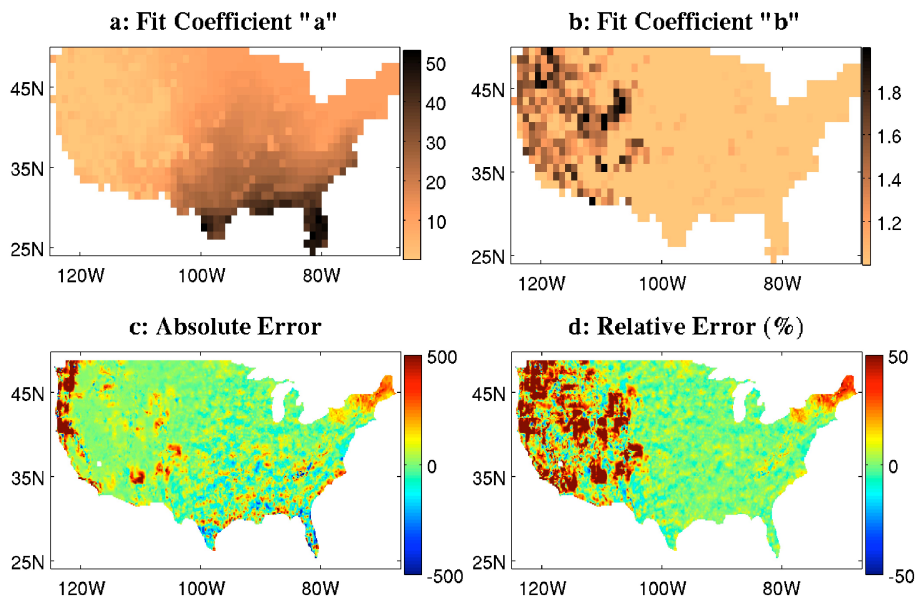 a: Fit Coefficient "a"
b: Fit Coefficient "b"
45N
35N
25N
120W
100W
80W
50
40
30
20
10
45N
35N
25N
120W
100W
80W
1.8
1.6
1.4
1.2
c: Absolute Error
d: Relative Error (%)
45N
35N
25N
120W
100W
80W
500
0
-500
45N
35N
25N
120W
100W
80W
50
0
-50